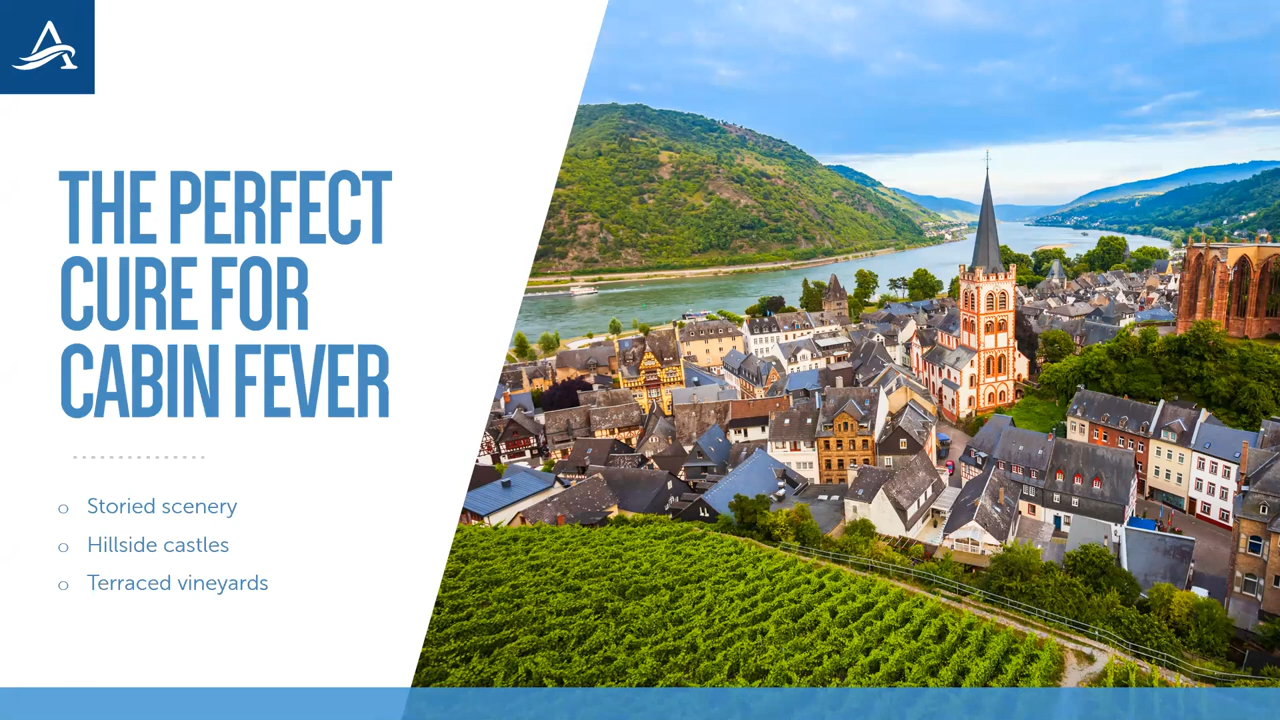 THE PERFECT
CURE FOR
CABIN FEVER
Storied scenery
Hillside castles
Terraced vineyards